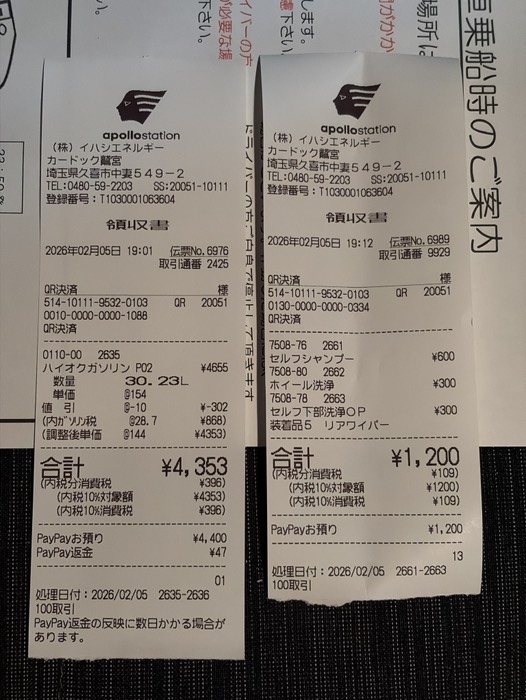 車乗船時のご案内
場所は
apollostation
(株)イハシエネルギー
カードック龍宮
埼玉県久喜市中妻549-2
TEL:0480-59-2203 SS:20051-10111
登録番号:T1030001063604
領収書
2026年02月05日 19:01 伝票No.6976
取引通番 2425
QR決済 様
514-10111-9532-0103 QR 20051
0010-0000-0000-1088
QR決済
0110-00 2635
ハイオクガソリン P02 ¥4655
数量 30.23L
単価 @154
値 引 @-10 ¥-302
(内ガソリン税 @28.7 ¥868)
(調整後単価 @144 ¥4353)
合計 ¥4,353
(内税分消費税 ¥396)
(内税10%対象額 ¥4353)
(内税10%消費税 ¥396)
PayPayお預り ¥4,400
PayPay返金 ¥47
01
処理日付:2026/02/05 2635-2636
100取引
PayPay返金の反映に数日かかる場合が
あります。
apollostation
(株)イハシエネルギー
カードック龍宮
埼玉県久喜市中妻549-2
TEL:0480-59-2203 SS:20051-10111
登録番号:T1030001063604
領収書
2026年02月05日 19:12 伝票No.6989
取引通番 9929
QR決済 様
514-10111-9532-0103 QR 20051
0130-0000-0000-0334
QR決済
7508-76 2661
セルフシャンプー ¥600
7508-80 2662
ホイール洗浄 ¥300
7508-78 2663
セルフ下部洗浄OP ¥300
装着品5 リアワイパー
合計 ¥1,200
(内税分消費税 ¥109)
(内税10%対象額 ¥1200)
(内税10%消費税 ¥109)
PayPayお預り ¥1,200
13
処理日付:2026/02/05 2661-2663
100取引